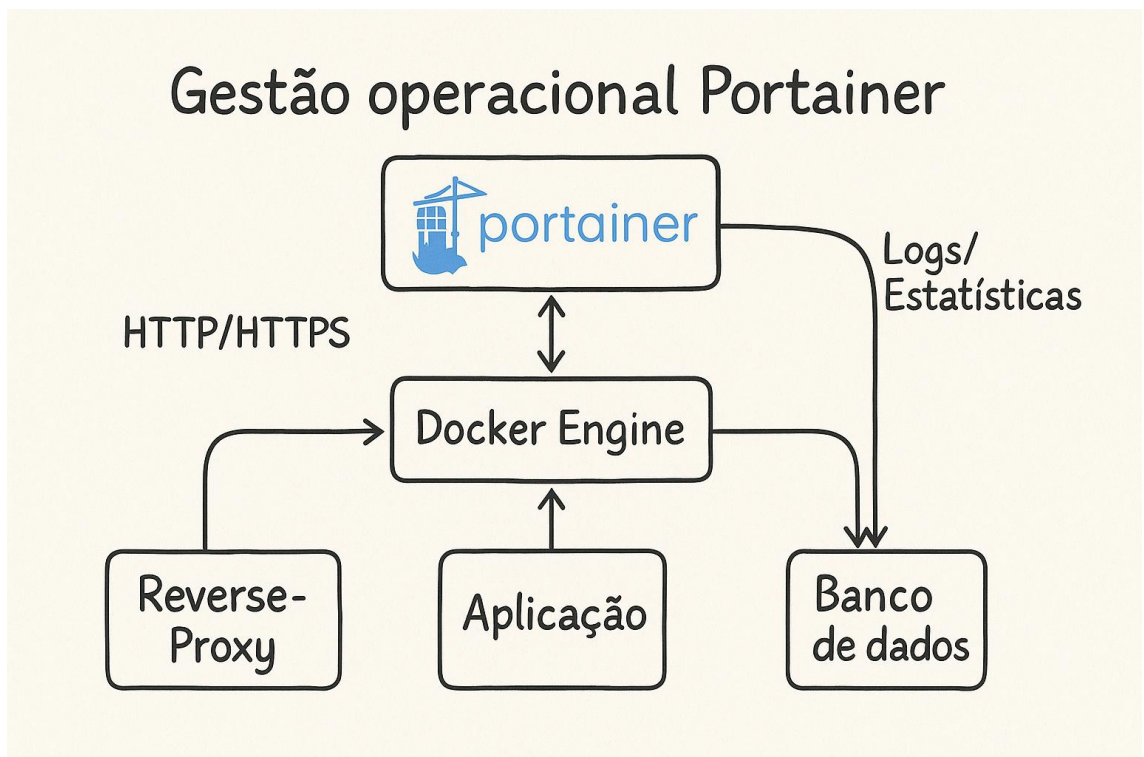 Gestão operacional Portainer
portainer
Logs/
Estatísticas
HTTP/HTTPS
Docker Engine
Reverse-
Proxy
Aplicação
Banco
de dados